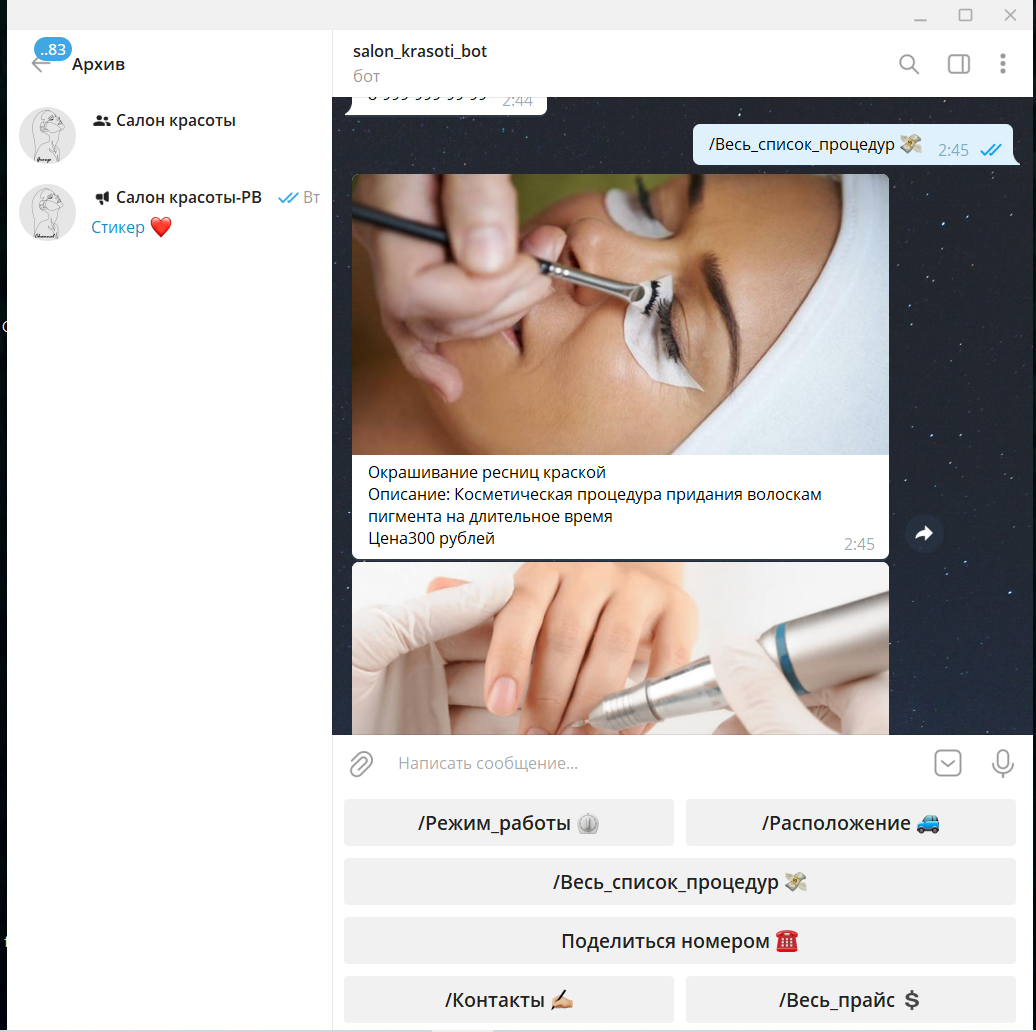 ..83
Архив
Салон красоты
Салон красоты-РВ
Вт
Стикер ❤️
salon_krasoti_bot
бот
8 999 999 99 99 2:44
/Весь_список_процедур 💸 2:45
Окрашивание ресниц краской
Описание: Косметическая процедура придания волоскам
пигмента на длительное время
Цена300 рублей
2:45
Написать сообщение...
/Режим_работы ⏲
/Расположение 🚙
/Весь_список_процедур 💸
Поделиться номером ☎️
/Контакты ✍🏼
/Весь_прайс 💲